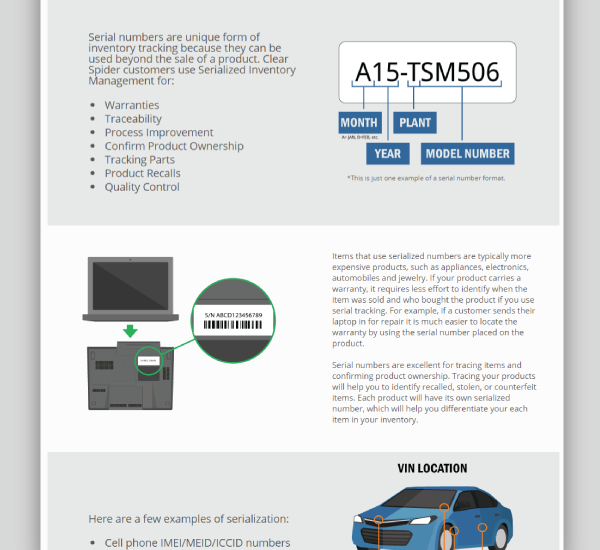 Serial numbers are unique form of
inventory tracking because they can be
used beyond the sale of a product. Clear
Spider customers use Serialized Inventory
Management for:
• Warranties
• Traceability
• Process Improvement
• Confirm Product Ownership
• Tracking Parts
• Product Recalls
• Quality Control
A15-TSM506
MONTH
PLANT
YEAR
MODEL NUMBER
*This is just one example of a serial number format.
S/N ABCD123456789
Items that use serialized numbers are typically more
expensive products, such as appliances, electronics,
automobiles and jewelry. If your product carries a
warranty, it requires less effort to identify when the
item was sold and who bought the product if you use
serial tracking. For example, if a customer sends their
laptop in for repair it is much easier to locate the
warranty by using the serial number placed on the
product.
Serial numbers are excellent for tracing items and
confirming product ownership. Tracing your products
will help you to identify recalled, stolen, or counterfeit
items. Each product will have its own serialized
number, which will help you differentiate your each
item in your inventory.
VIN LOCATION
Here are a few examples of serialization:
• Cell phone IMEI/MEID/ICCID numbers